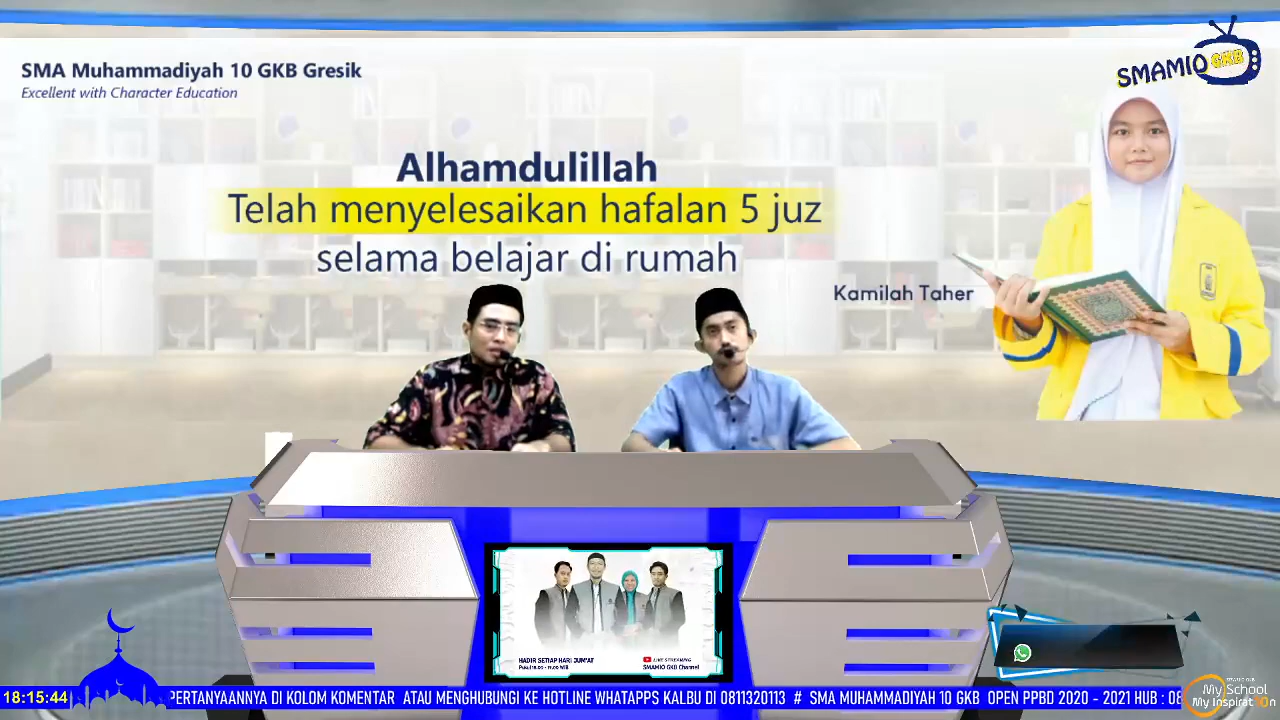 SMA Muhammadiyah 10 GKB Gresik
Excellent with Character Education
SMAMIO GKB
Alhamdulillah
Telah menyelesaikan hafalan 5 juz
selama belajar di rumah
Kamilah Taher
HADIR SETIAP HARI JUM'AT
LIVE STREAMING
SMAMIO GKB Channel
18:15:44
PERTANYAANNYA DI KOLOM KOMENTAR ATAU MENGHUBUNGI KE HOTLINE WHATAPPS KALBU DI 0811320113 # SMA MUHAMMADIYAH 10 GKB OPEN PPBD 2020 - 2021 HUB : 08
My School
My Inspiration